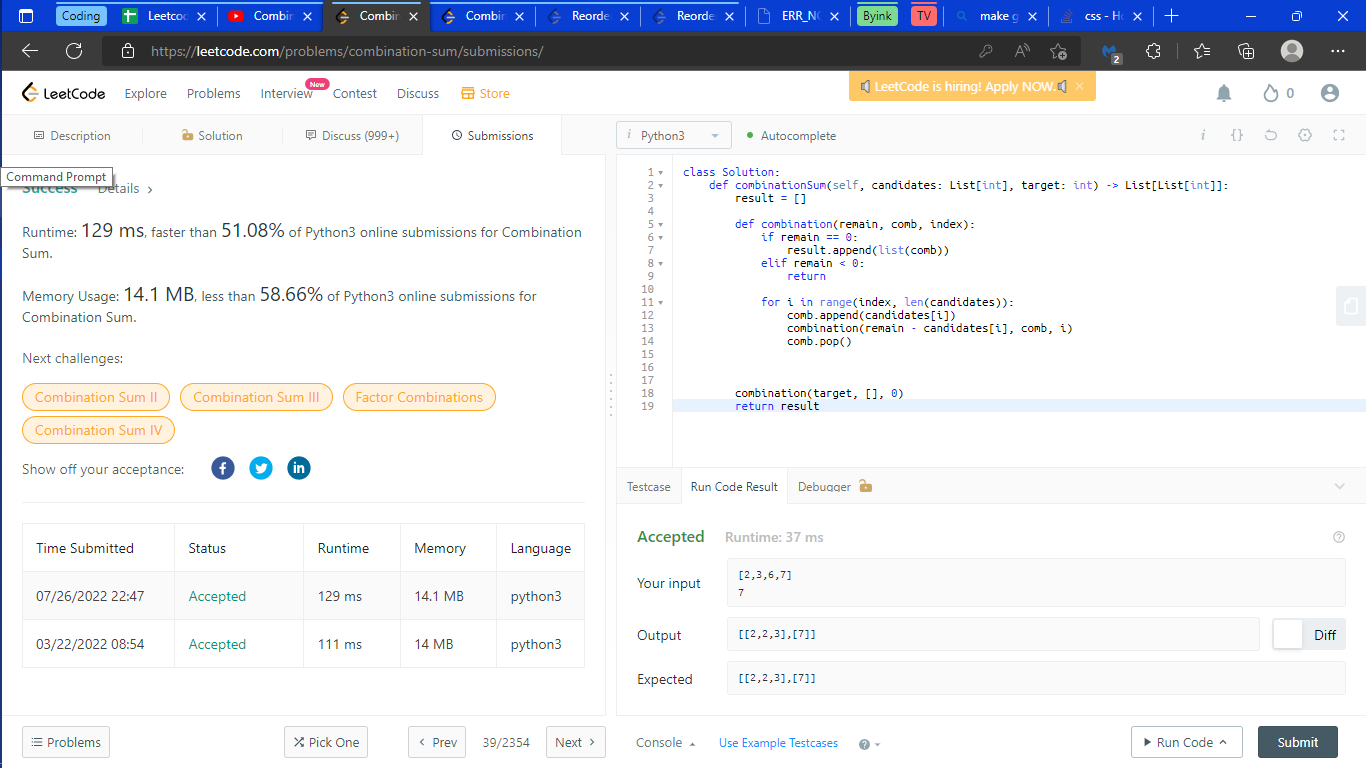 Coding Leetcod Combin Combin Combin Reorde Reorde ERR_NC Byink TV make g css - Ho
https://leetcode.com/problems/combination-sum/submissions/ 2
LeetCode Explore Problems Interview New Contest Discuss Store LeetCode is hiring! Apply NOW. 0
Description Solution Discuss (999+) Submissions
i Python3 Autocomplete i {}
Command Prompt
Success Details
Runtime: 129 ms, faster than 51.08% of Python3 online submissions for Combination
Sum.
Memory Usage: 14.1 MB, less than 58.66% of Python3 online submissions for
Combination Sum.
Next challenges:
Combination Sum II Combination Sum III Factor Combinations
Combination Sum IV
Show off your acceptance:
Time Submitted Status Runtime Memory Language
07/26/2022 22:47 Accepted 129 ms 14.1 MB python3
03/22/2022 08:54 Accepted 111 ms 14 MB python3
1 class Solution:
2 def combinationSum(self, candidates: List[int], target: int) -> List[List[int]]:
3 result = []
4
5 def combination(remain, comb, index):
6 if remain == 0:
7 result.append(list(comb))
8 elif remain < 0:
9 return
10
11 for i in range(index, len(candidates)):
12 comb.append(candidates[i])
13 combination(remain - candidates[i], comb, i)
14 comb.pop()
15
16
17
18 combination(target, [], 0)
19 return result
Testcase Run Code Result Debugger
Accepted Runtime: 37 ms
Your input
[2,3,6,7]
7
Output [[2,2,3],[7]] Diff
Expected [[2,2,3],[7]]
Problems Pick One < Prev 39/2354 Next > Console Use Example Testcases Run Code Submit